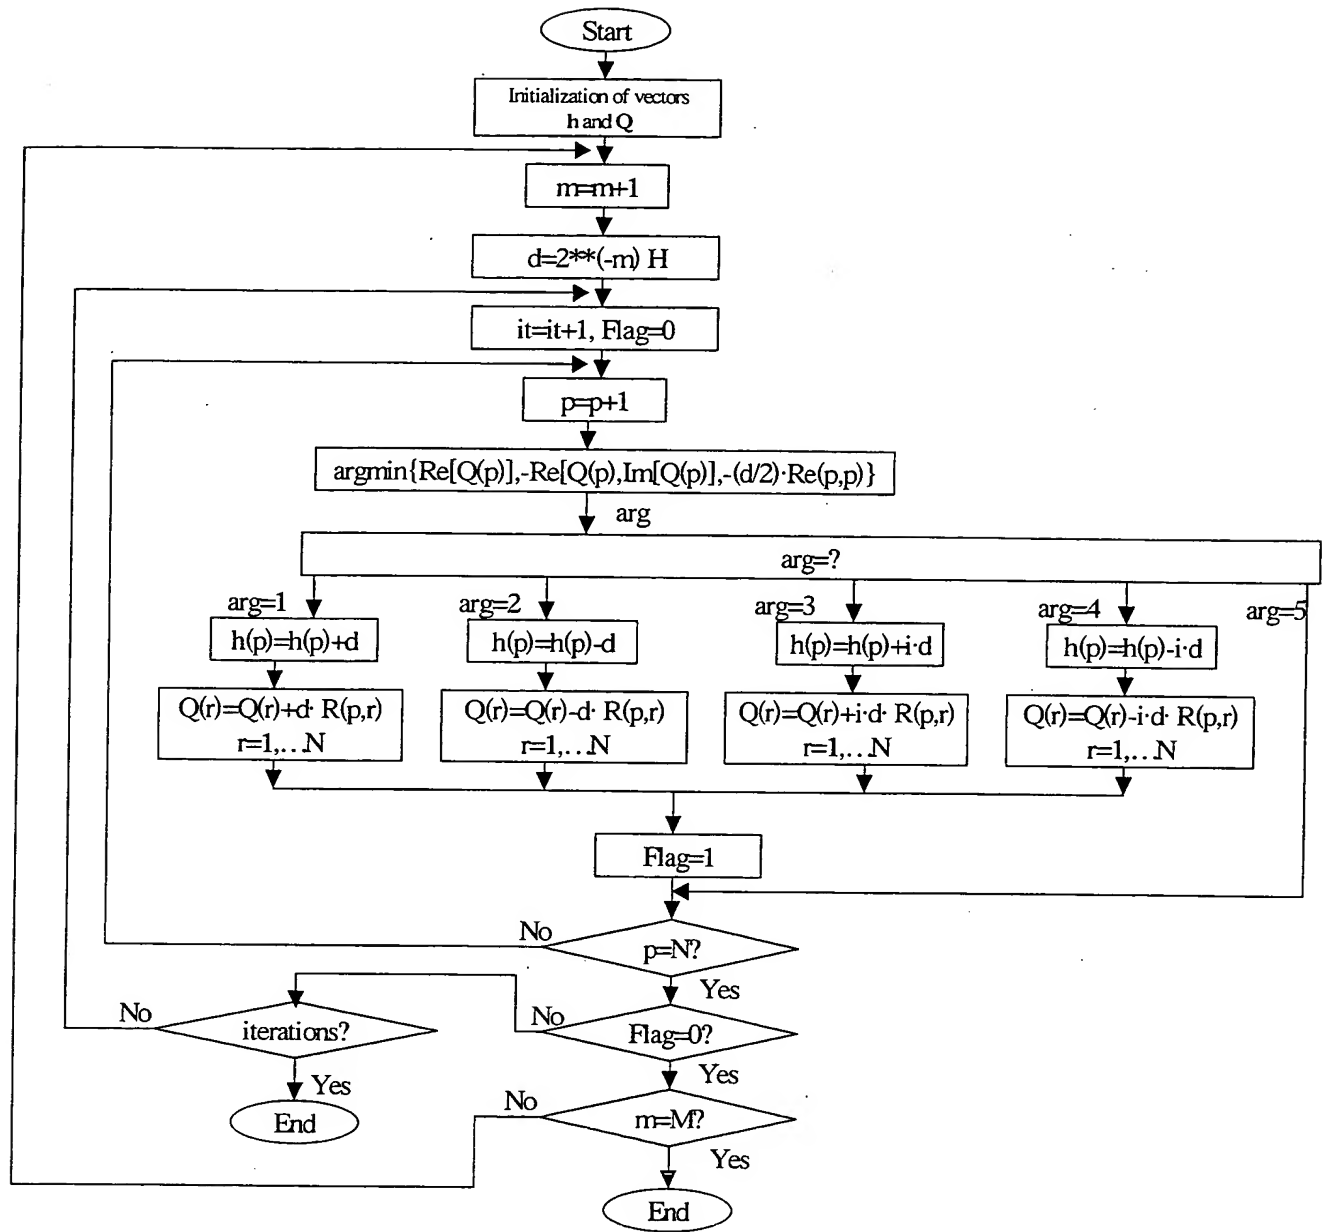 Start
Initialization of vectors
h and Q
m=m+1
d=2**(-m) H
it=it+1, Flag=0
p=p+1
argmin{Re[Q(p)],-Re[Q(p),Im[Q(p)],-(d/2)·Re(p,p)}
arg
arg=?
arg=1
arg=2
arg=3
arg=4
arg=5
h(p)=h(p)+d
h(p)=h(p)-d
h(p)=h(p)+i·d
h(p)=h(p)-i·d
Q(r)=Q(r)+d· R(p,r)
r=1,…N
Q(r)=Q(r)-d· R(p,r)
r=1,…N
Q(r)=Q(r)+i·d· R(p,r)
r=1,…N
Q(r)=Q(r)-i·d· R(p,r)
r=1,…N
Flag=1
No
p=N?
Yes
No
iterations?
No
Flag=0?
Yes
Yes
End
No
m=M?
Yes
End